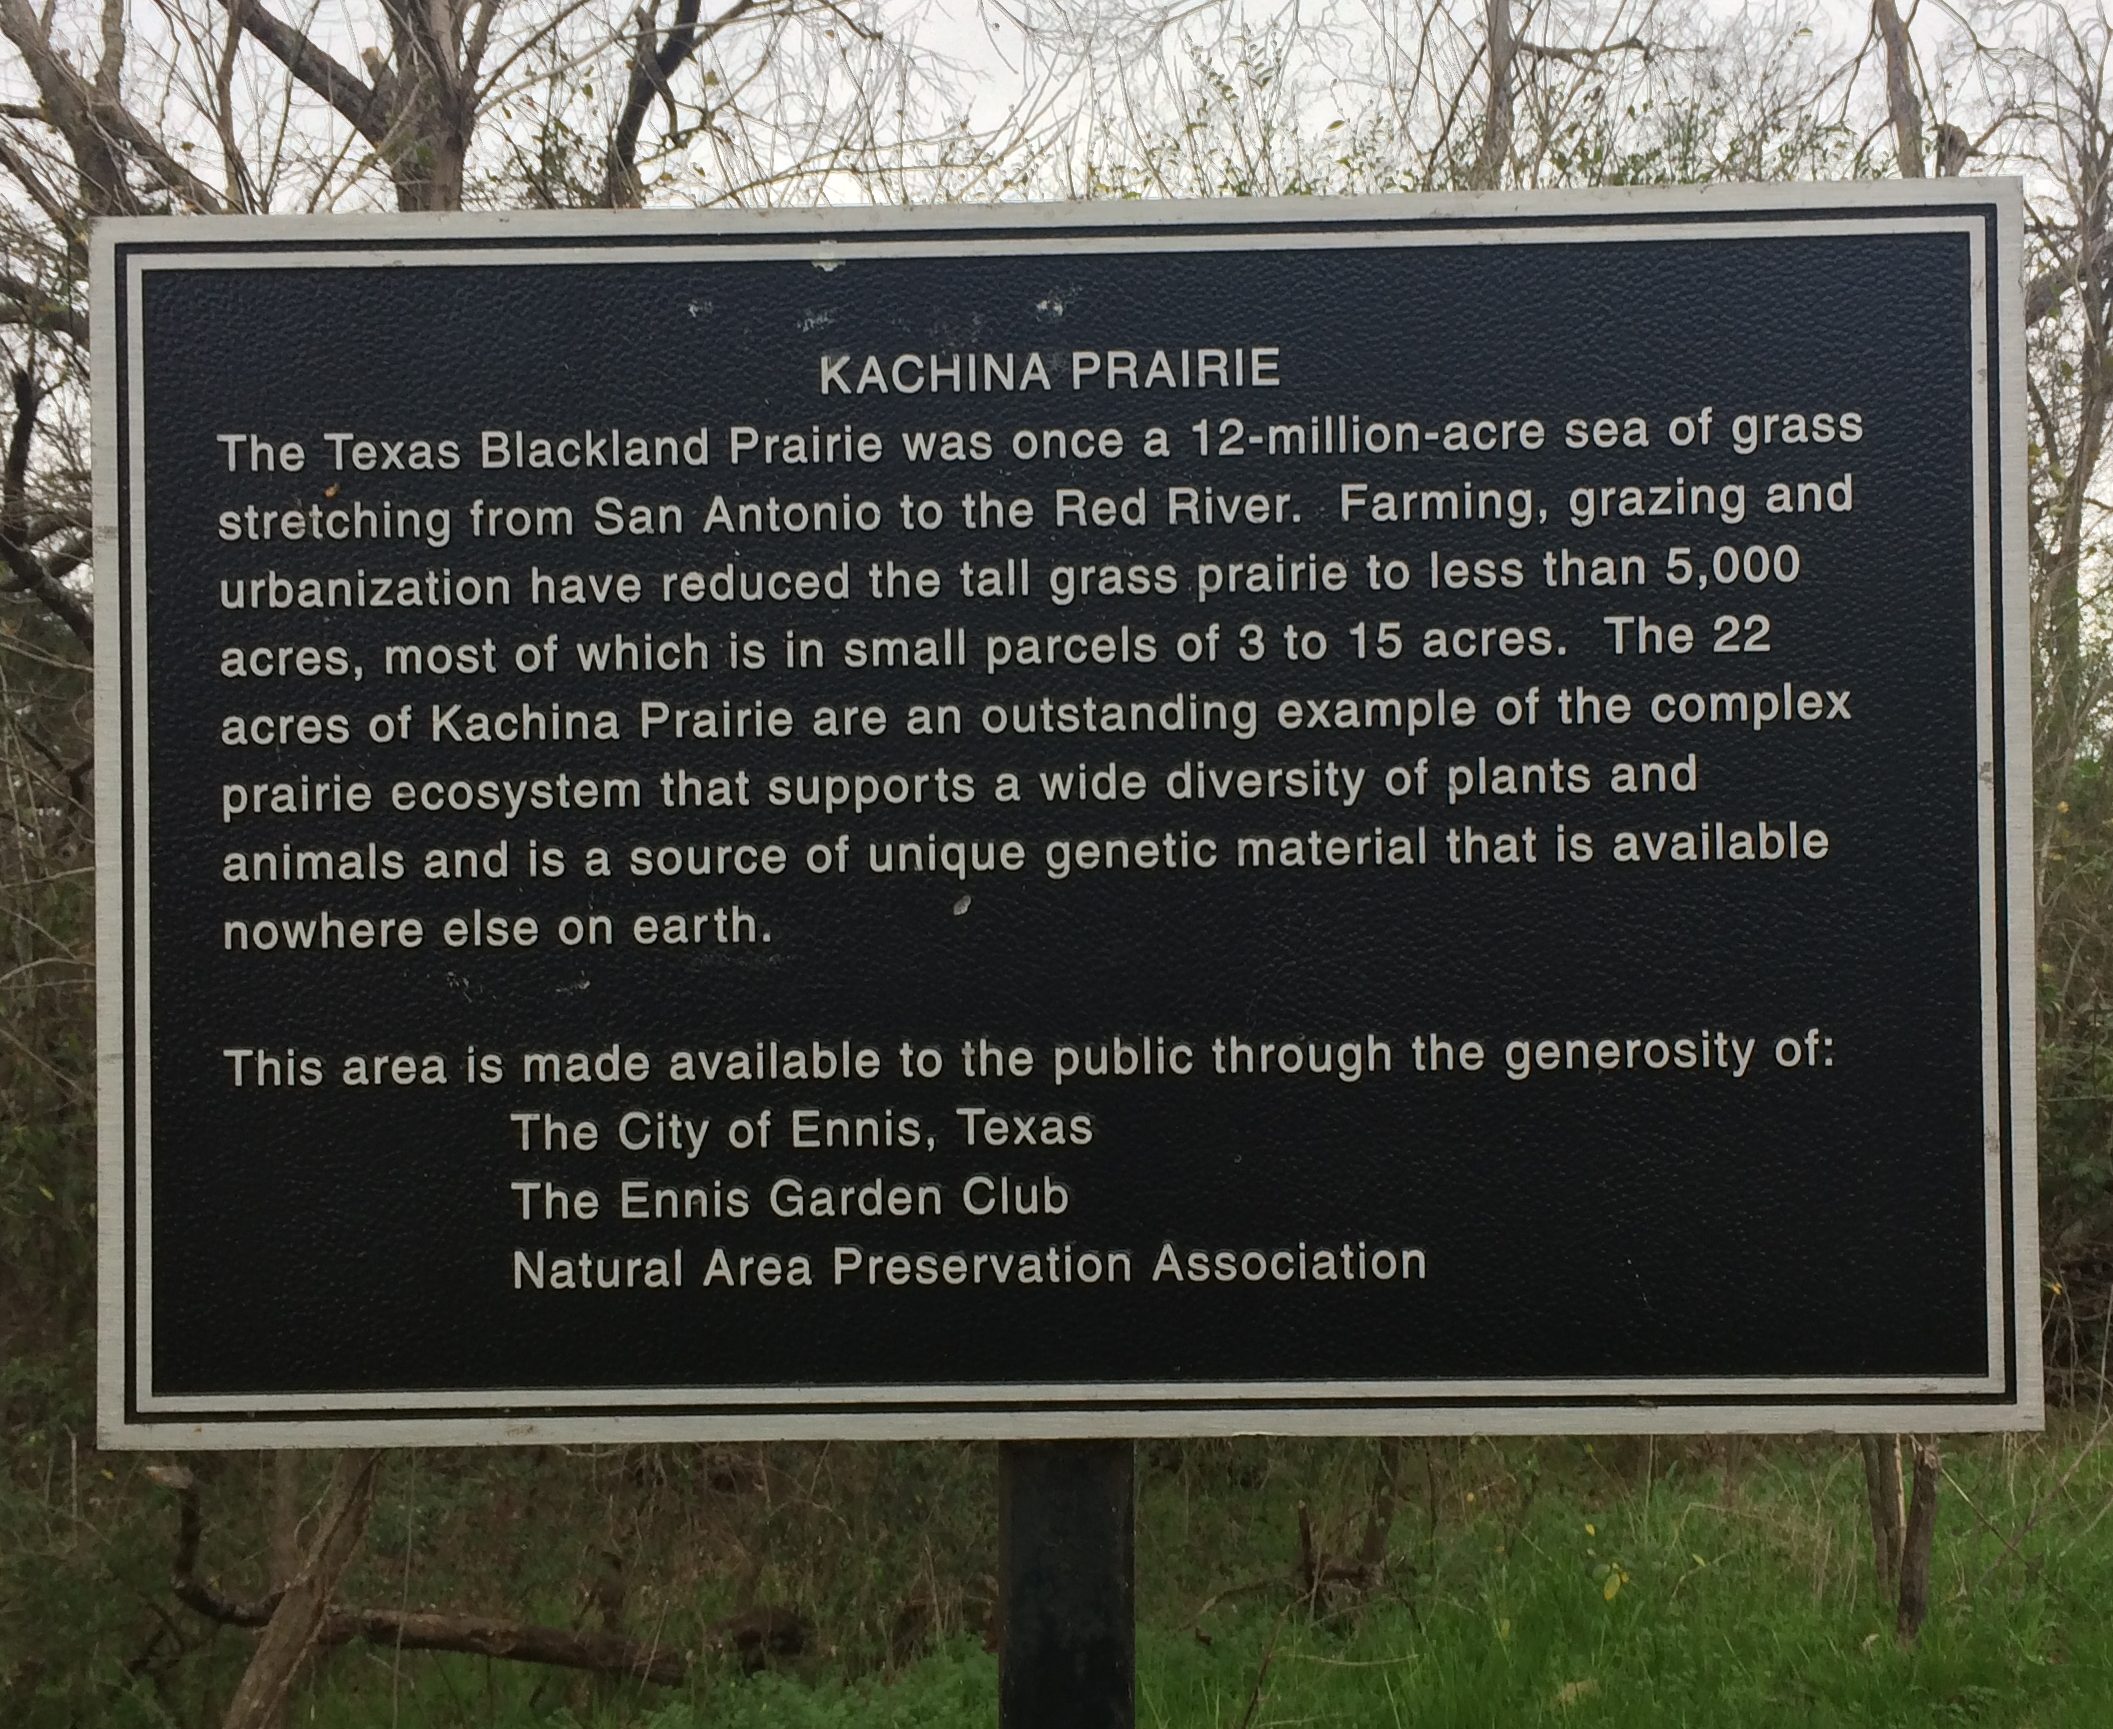 KACHINA PRAIRIE
The Texas Blackland Prairie was once a 12-million-acre sea of grass
stretching from San Antonio to the Red River. Farming, grazing and
urbanization have reduced the tall grass prairie to less than 5,000
acres, most of which is in small parcels of 3 to 15 acres. The 22
acres of Kachina Prairie are an outstanding example of the complex
prairie ecosystem that supports a wide diversity of plants and
animals and is a source of unique genetic material that is available
nowhere else on earth.
This area is made available to the public through the generosity of:
The City of Ennis, Texas
The Ennis Garden Club
Natural Area Preservation Association